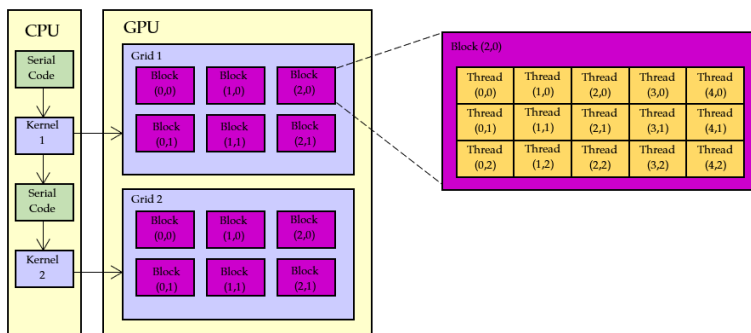 CPU
GPU
Serial
Code
Kernel
1
Serial
Code
Kernel
2
Grid 1
Block
(0,0)
Block
(1,0)
Block
(2,0)
Block
(0,1)
Block
(1,1)
Block
(2,1)
Grid 2
Block
(0,0)
Block
(1,0)
Block
(2,0)
Block
(0,1)
Block
(1,1)
Block
(2,1)
Block (2,0)
Thread
(0,0)
Thread
(1,0)
Thread
(2,0)
Thread
(3,0)
Thread
(4,0)
Thread
(0,1)
Thread
(1,1)
Thread
(2,1)
Thread
(3,1)
Thread
(4,1)
Thread
(0,2)
Thread
(1,2)
Thread
(2,2)
Thread
(3,2)
Thread
(4,2)